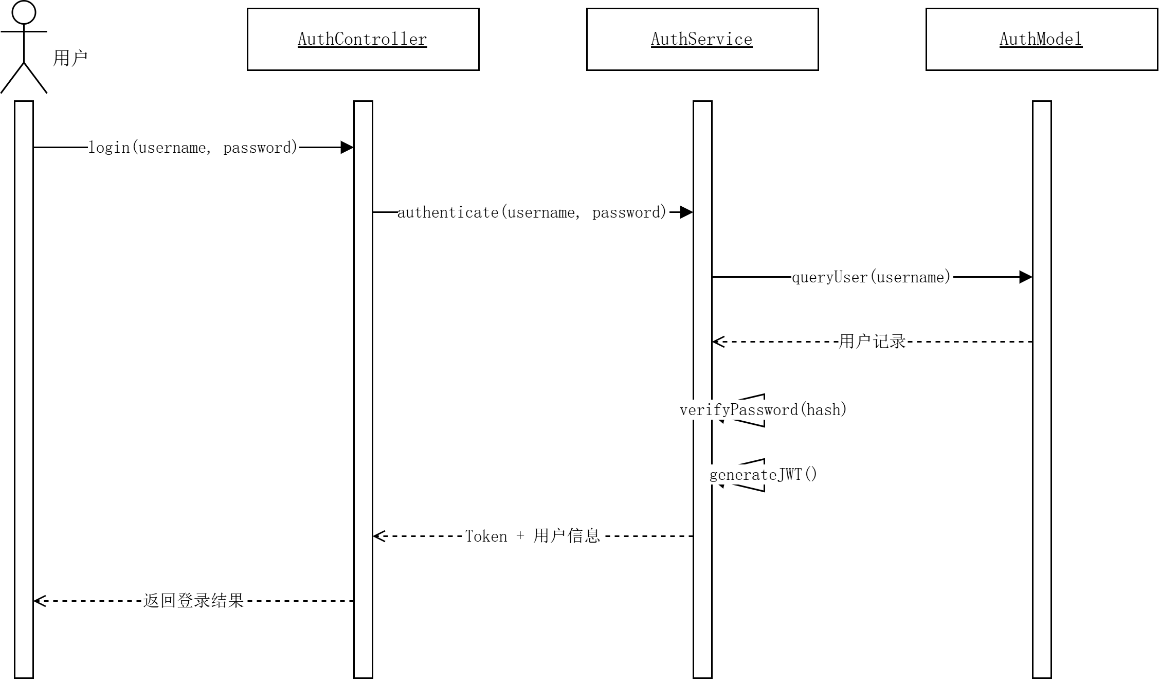 用户
AuthController
AuthService
AuthModel
login(username, password)
authenticate(username, password)
queryUser(username)
用户记录
verifyPassword(hash)
generateJWT()
Token + 用户信息
返回登录结果